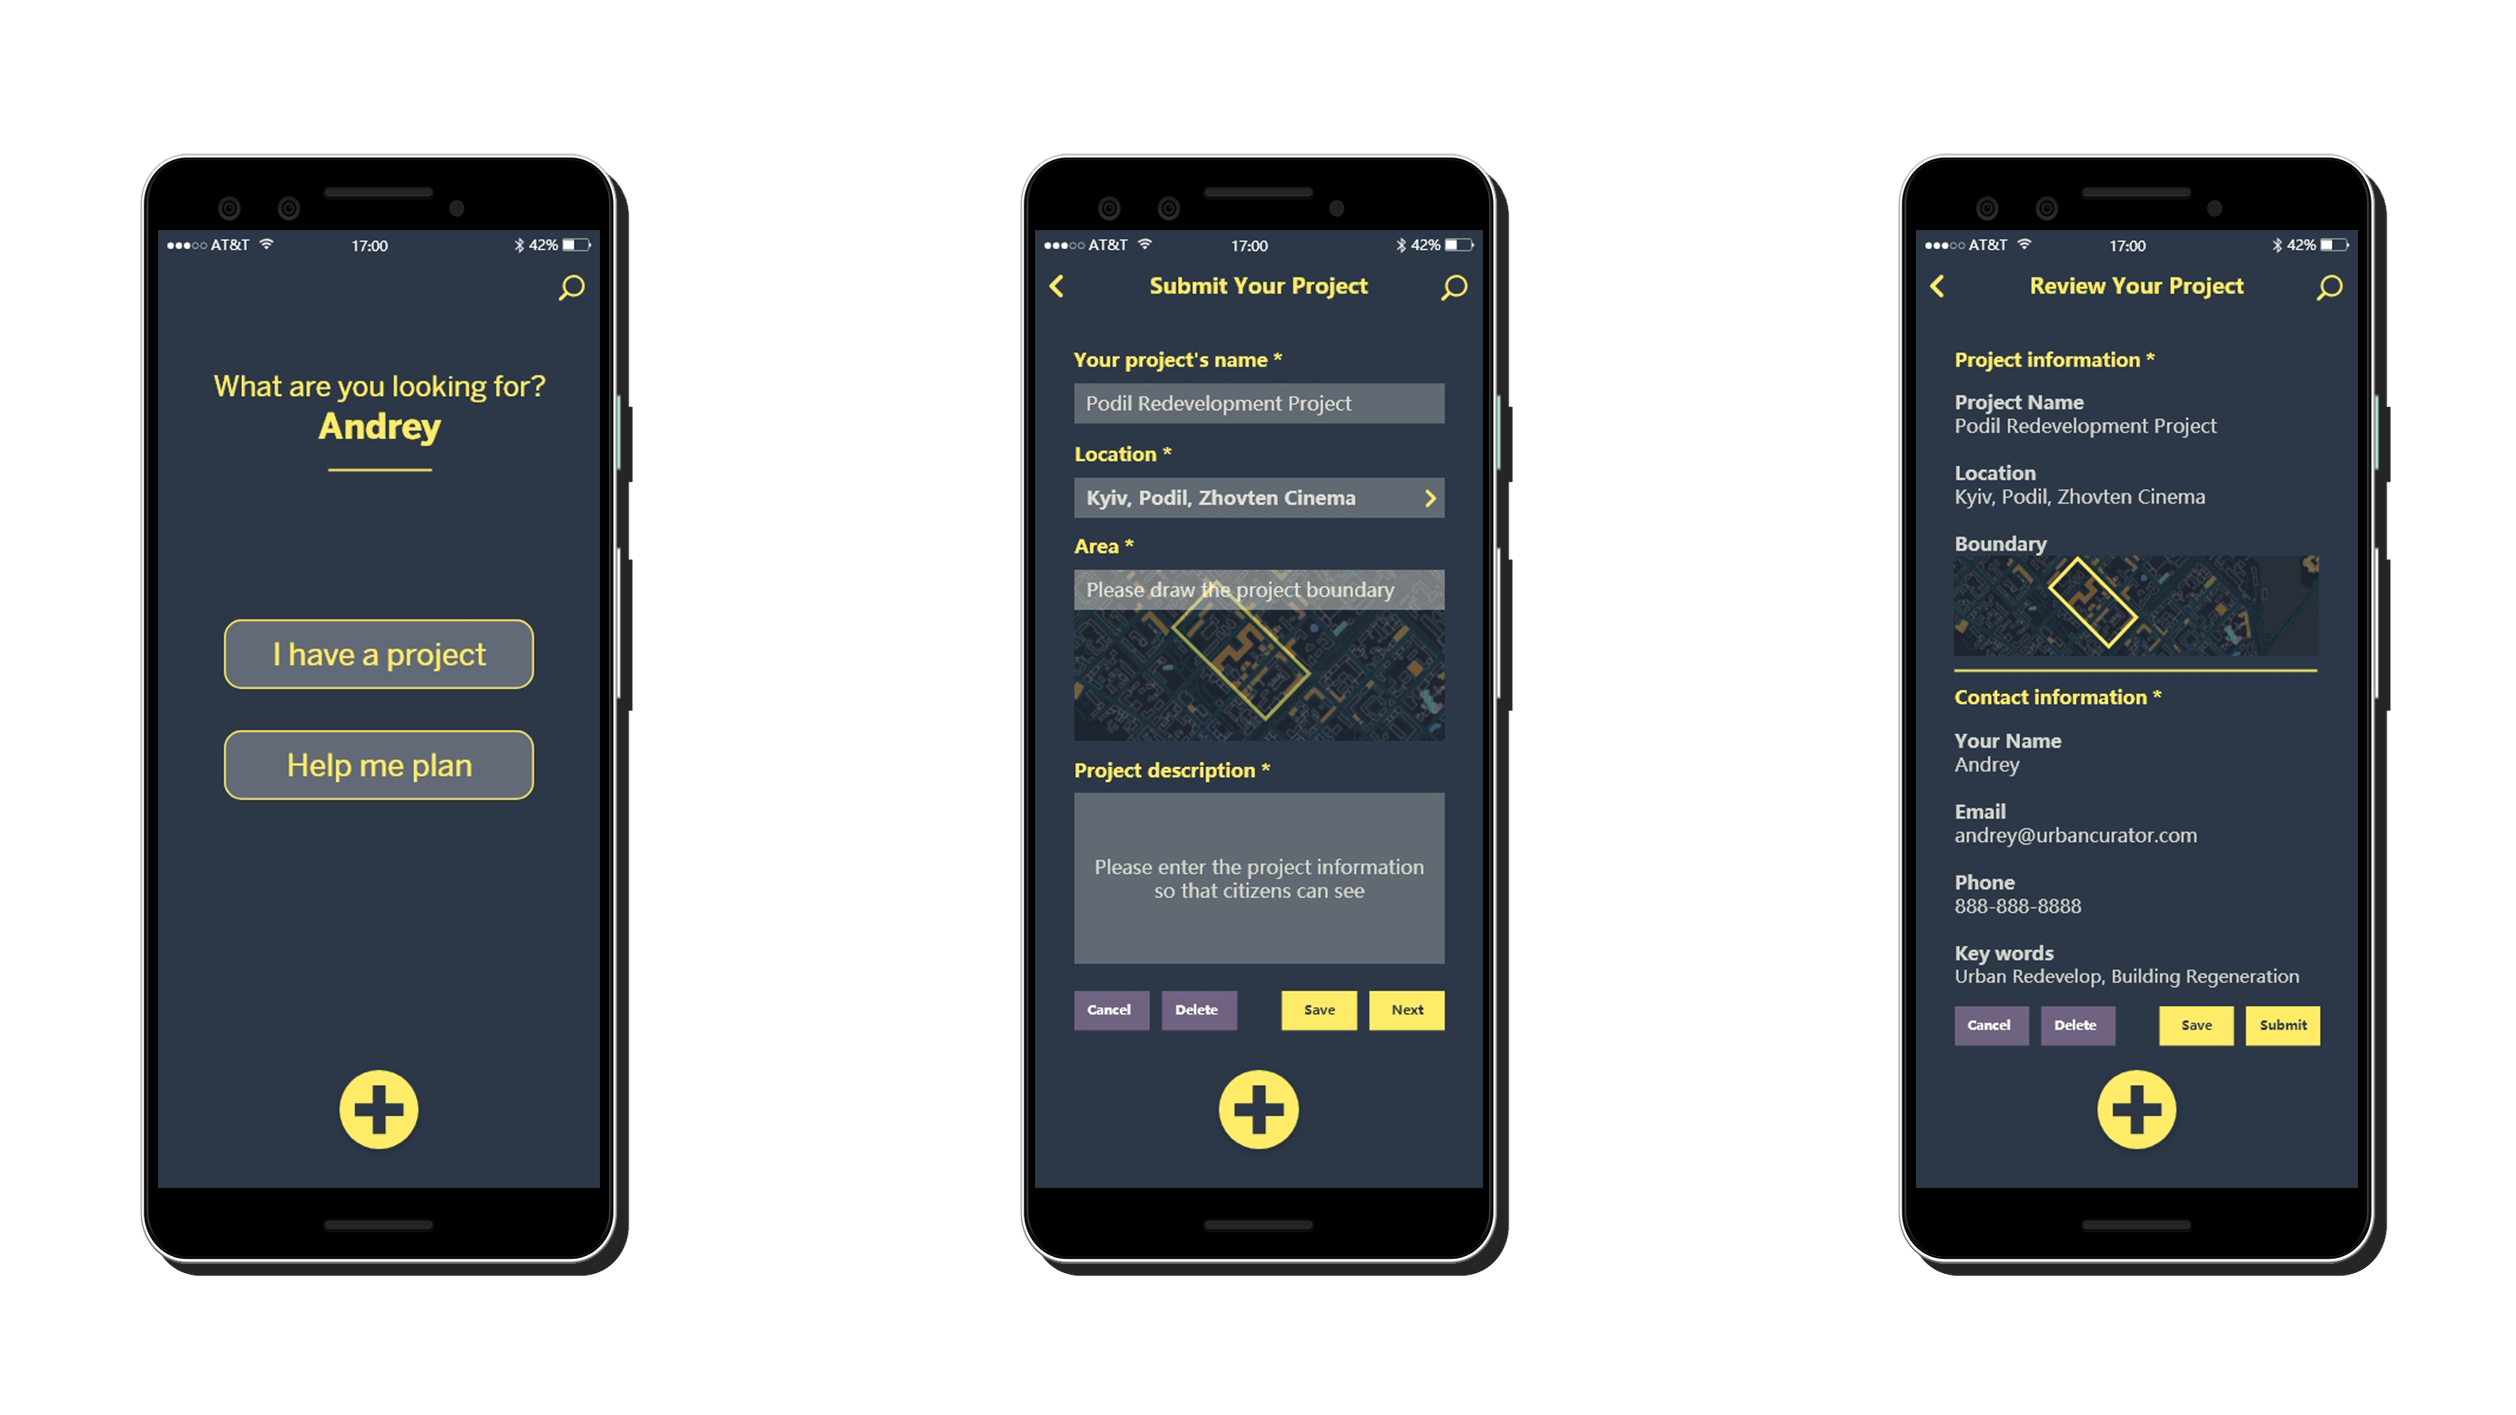 AT&T 17:00 42%
What are you looking for?
Andrey
I have a project
Help me plan
AT&T 17:00 42%
Submit Your Project
Your project's name *
Podil Redevelopment Project
Location *
Kyiv, Podil, Zhovten Cinema
Area *
Please draw the project boundary
Project description *
Please enter the project information
so that citizens can see
Cancel Delete Save Next
AT&T 17:00 42%
Review Your Project
Project information *
Project Name
Podil Redevelopment Project
Location
Kyiv, Podil, Zhovten Cinema
Boundary
Contact information *
Your Name
Andrey
Email
andrey@urbancurator.com
Phone
888-888-8888
Key words
Urban Redevelop, Building Regeneration
Cancel Delete Save Submit